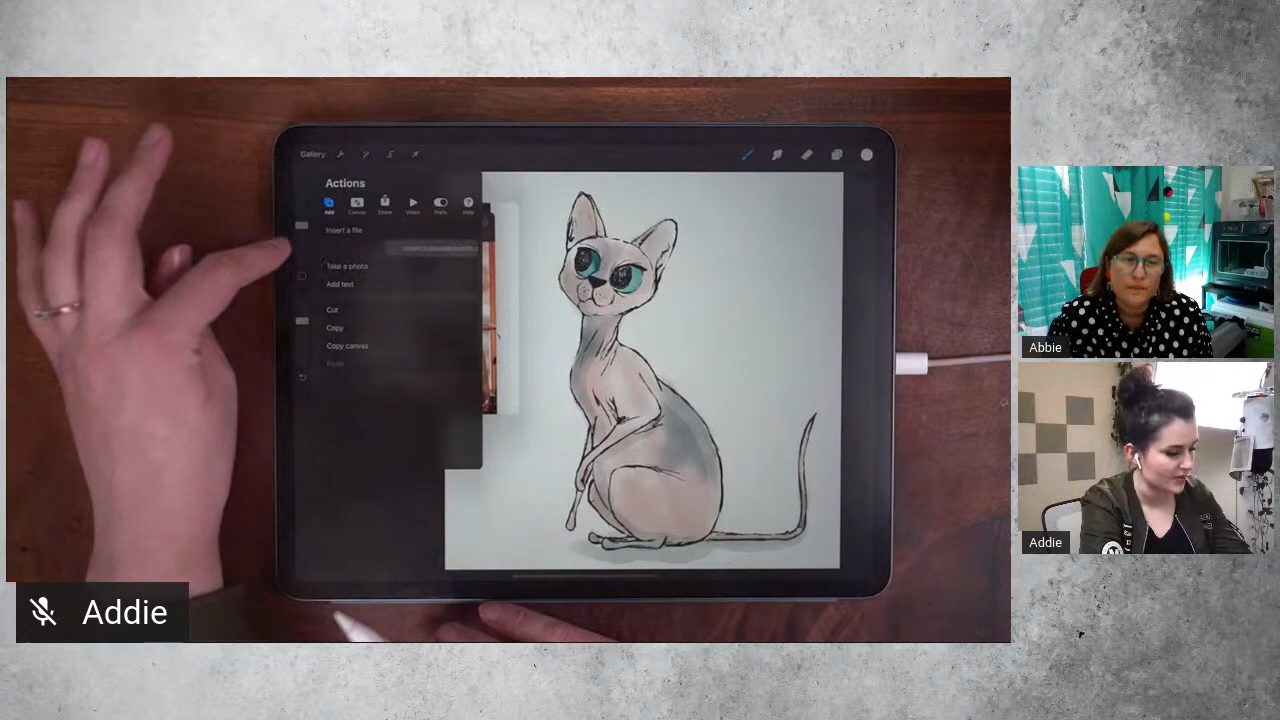 Gallery
Actions
Add
Canvas
Share
Video
Prefs
Help
Insert a file
Take a photo
Add text
Cut
Copy
Copy canvas
Paste
Addie
Abbie
Addie